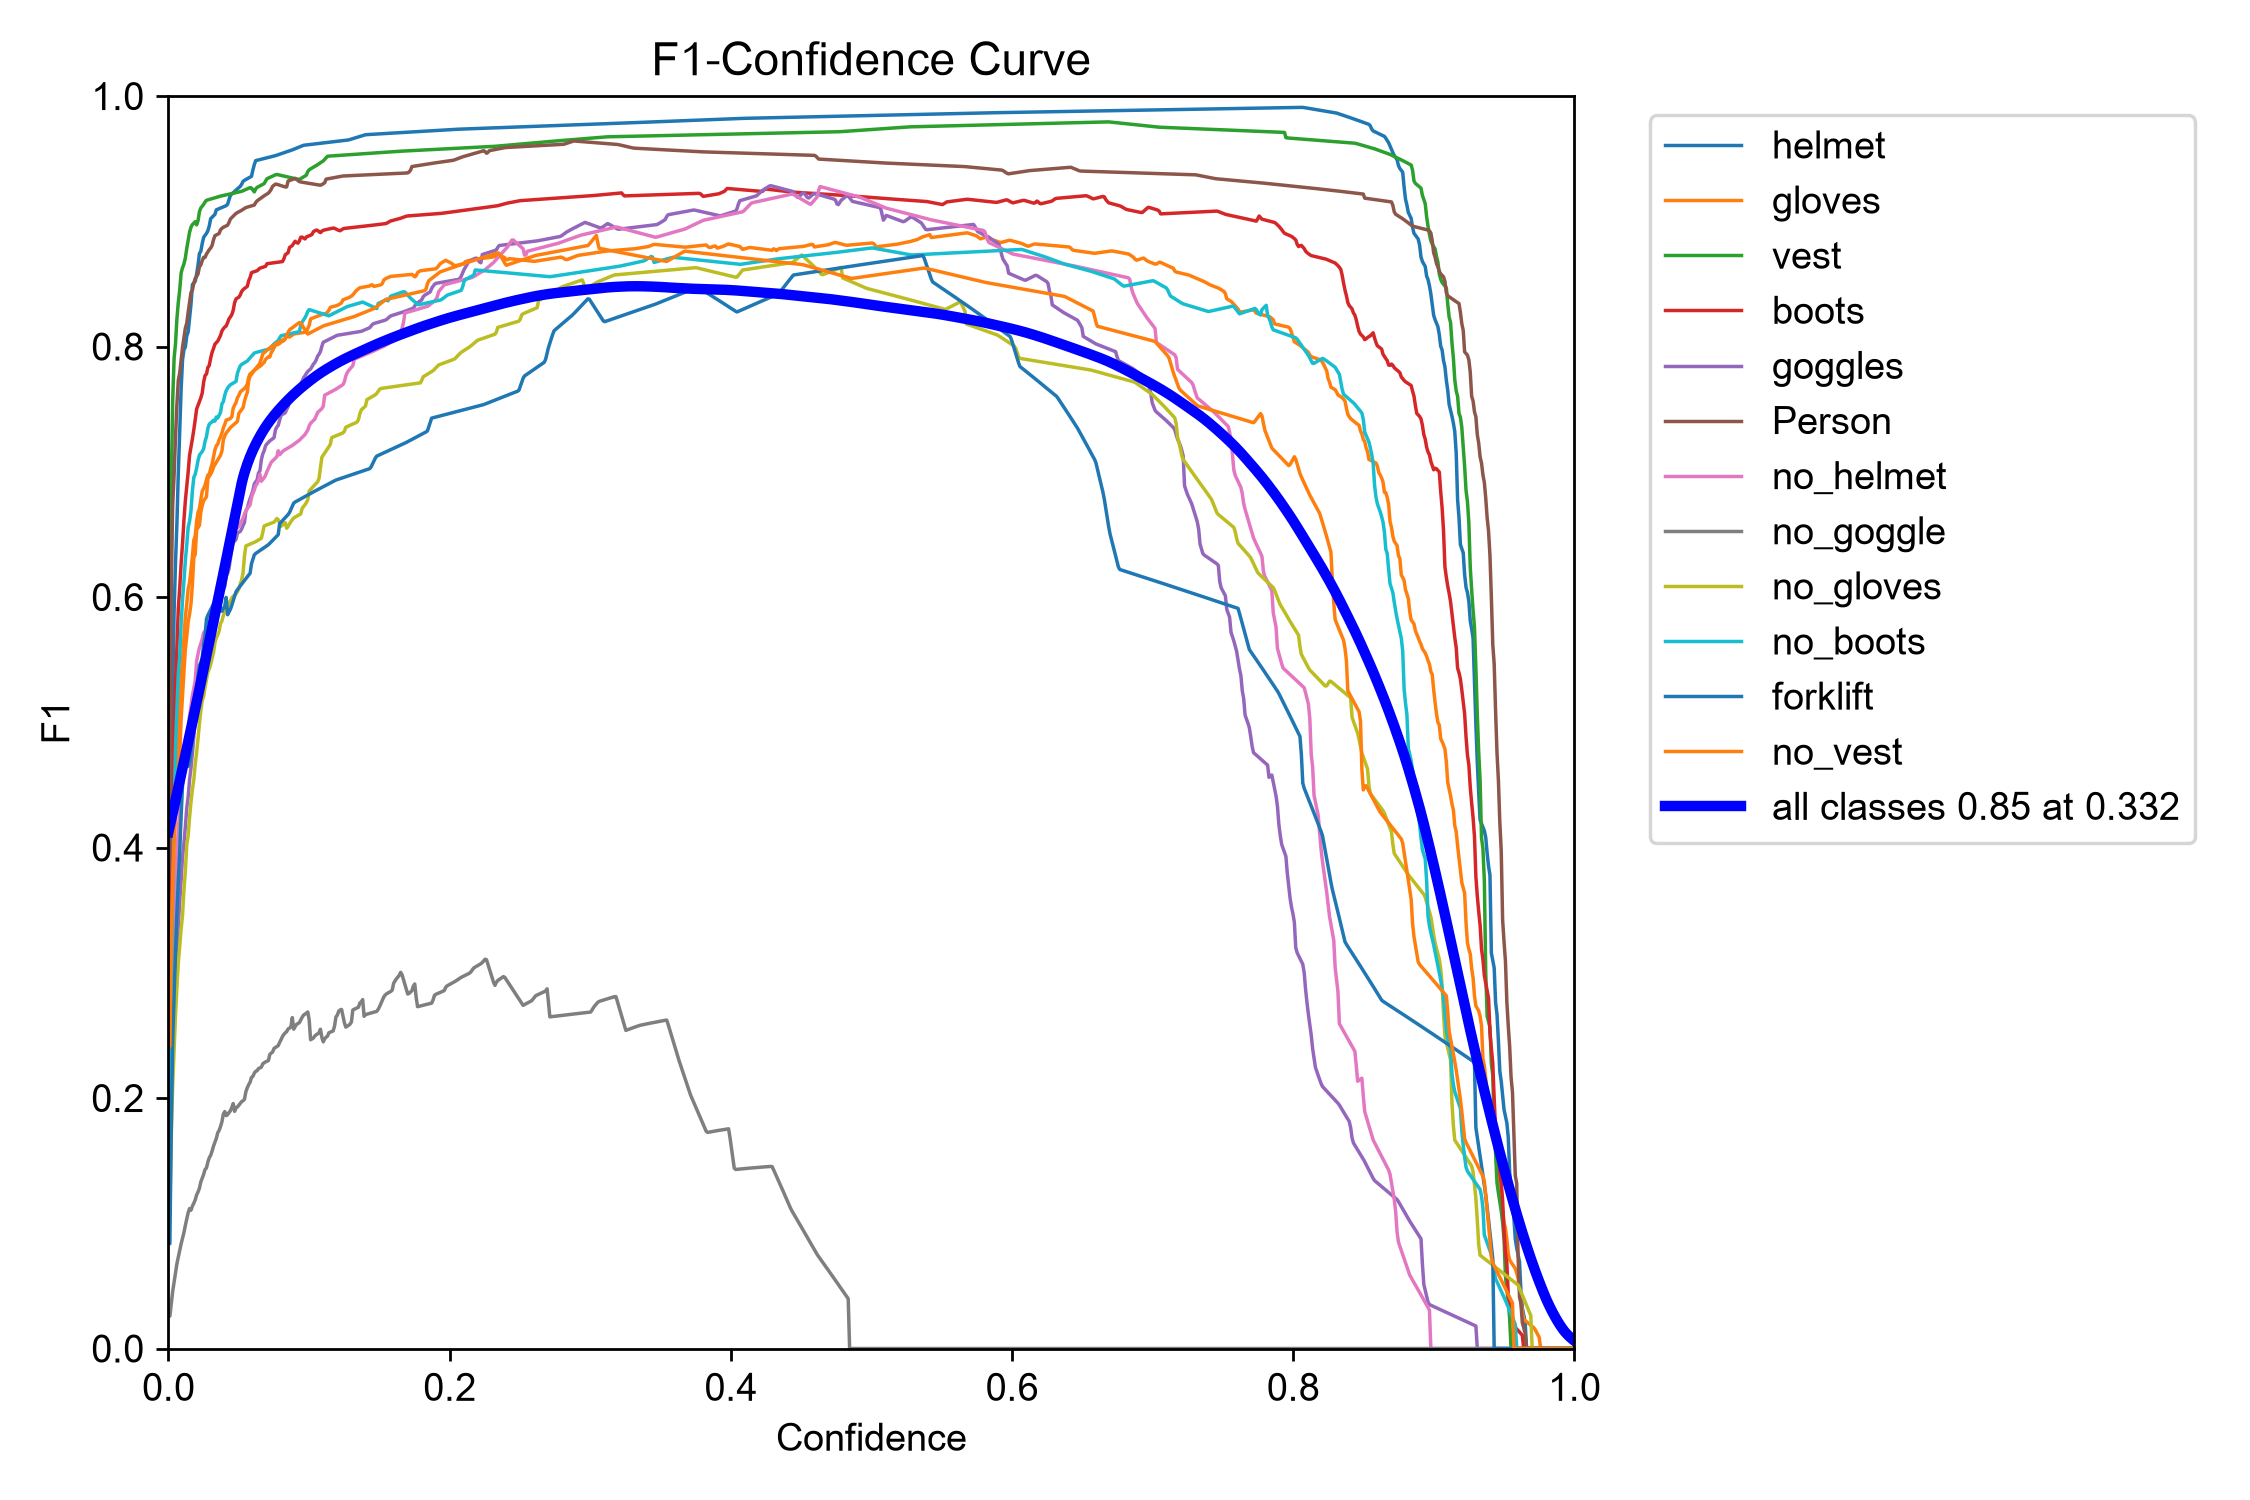 F1-Confidence Curve
1.0
0.8
0.6
0.4
0.2
0.0
F1
0.0 0.2 0.4 0.6 0.8 1.0
Confidence
helmet
gloves
vest
boots
goggles
Person
no_helmet
no_goggle
no_gloves
no_boots
forklift
no_vest
all classes 0.85 at 0.332